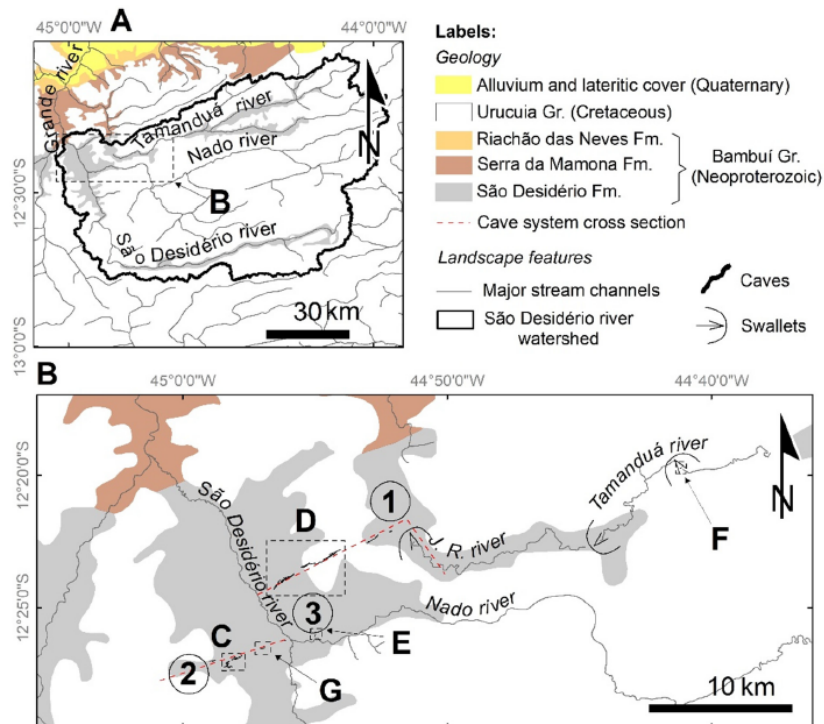 45°0'0"W
A
44°0'0"W
Grande river
Tamanduá river
Nado river
N
B
São Desidério river
12°30'0"S
13°0'0"S
30 km
Labels:
Geology
Alluvium and lateritic cover (Quaternary)
Urucuia Gr. (Cretaceous)
Riachão das Neves Fm.
Serra da Mamona Fm.
São Desidério Fm.
Bambuí Gr.
(Neoproterozoic)
Cave system cross section
Landscape features
Major stream channels
São Desidério river
watershed
Caves
Swallets
B
45°0'0"W
44°50'0"W
44°40'0"W
12°20'0"S
12°25'0"S
São Desidério river
D
1
J. R. river
Tamanduá river
F
N
Nado river
3
E
C
2
G
10 km